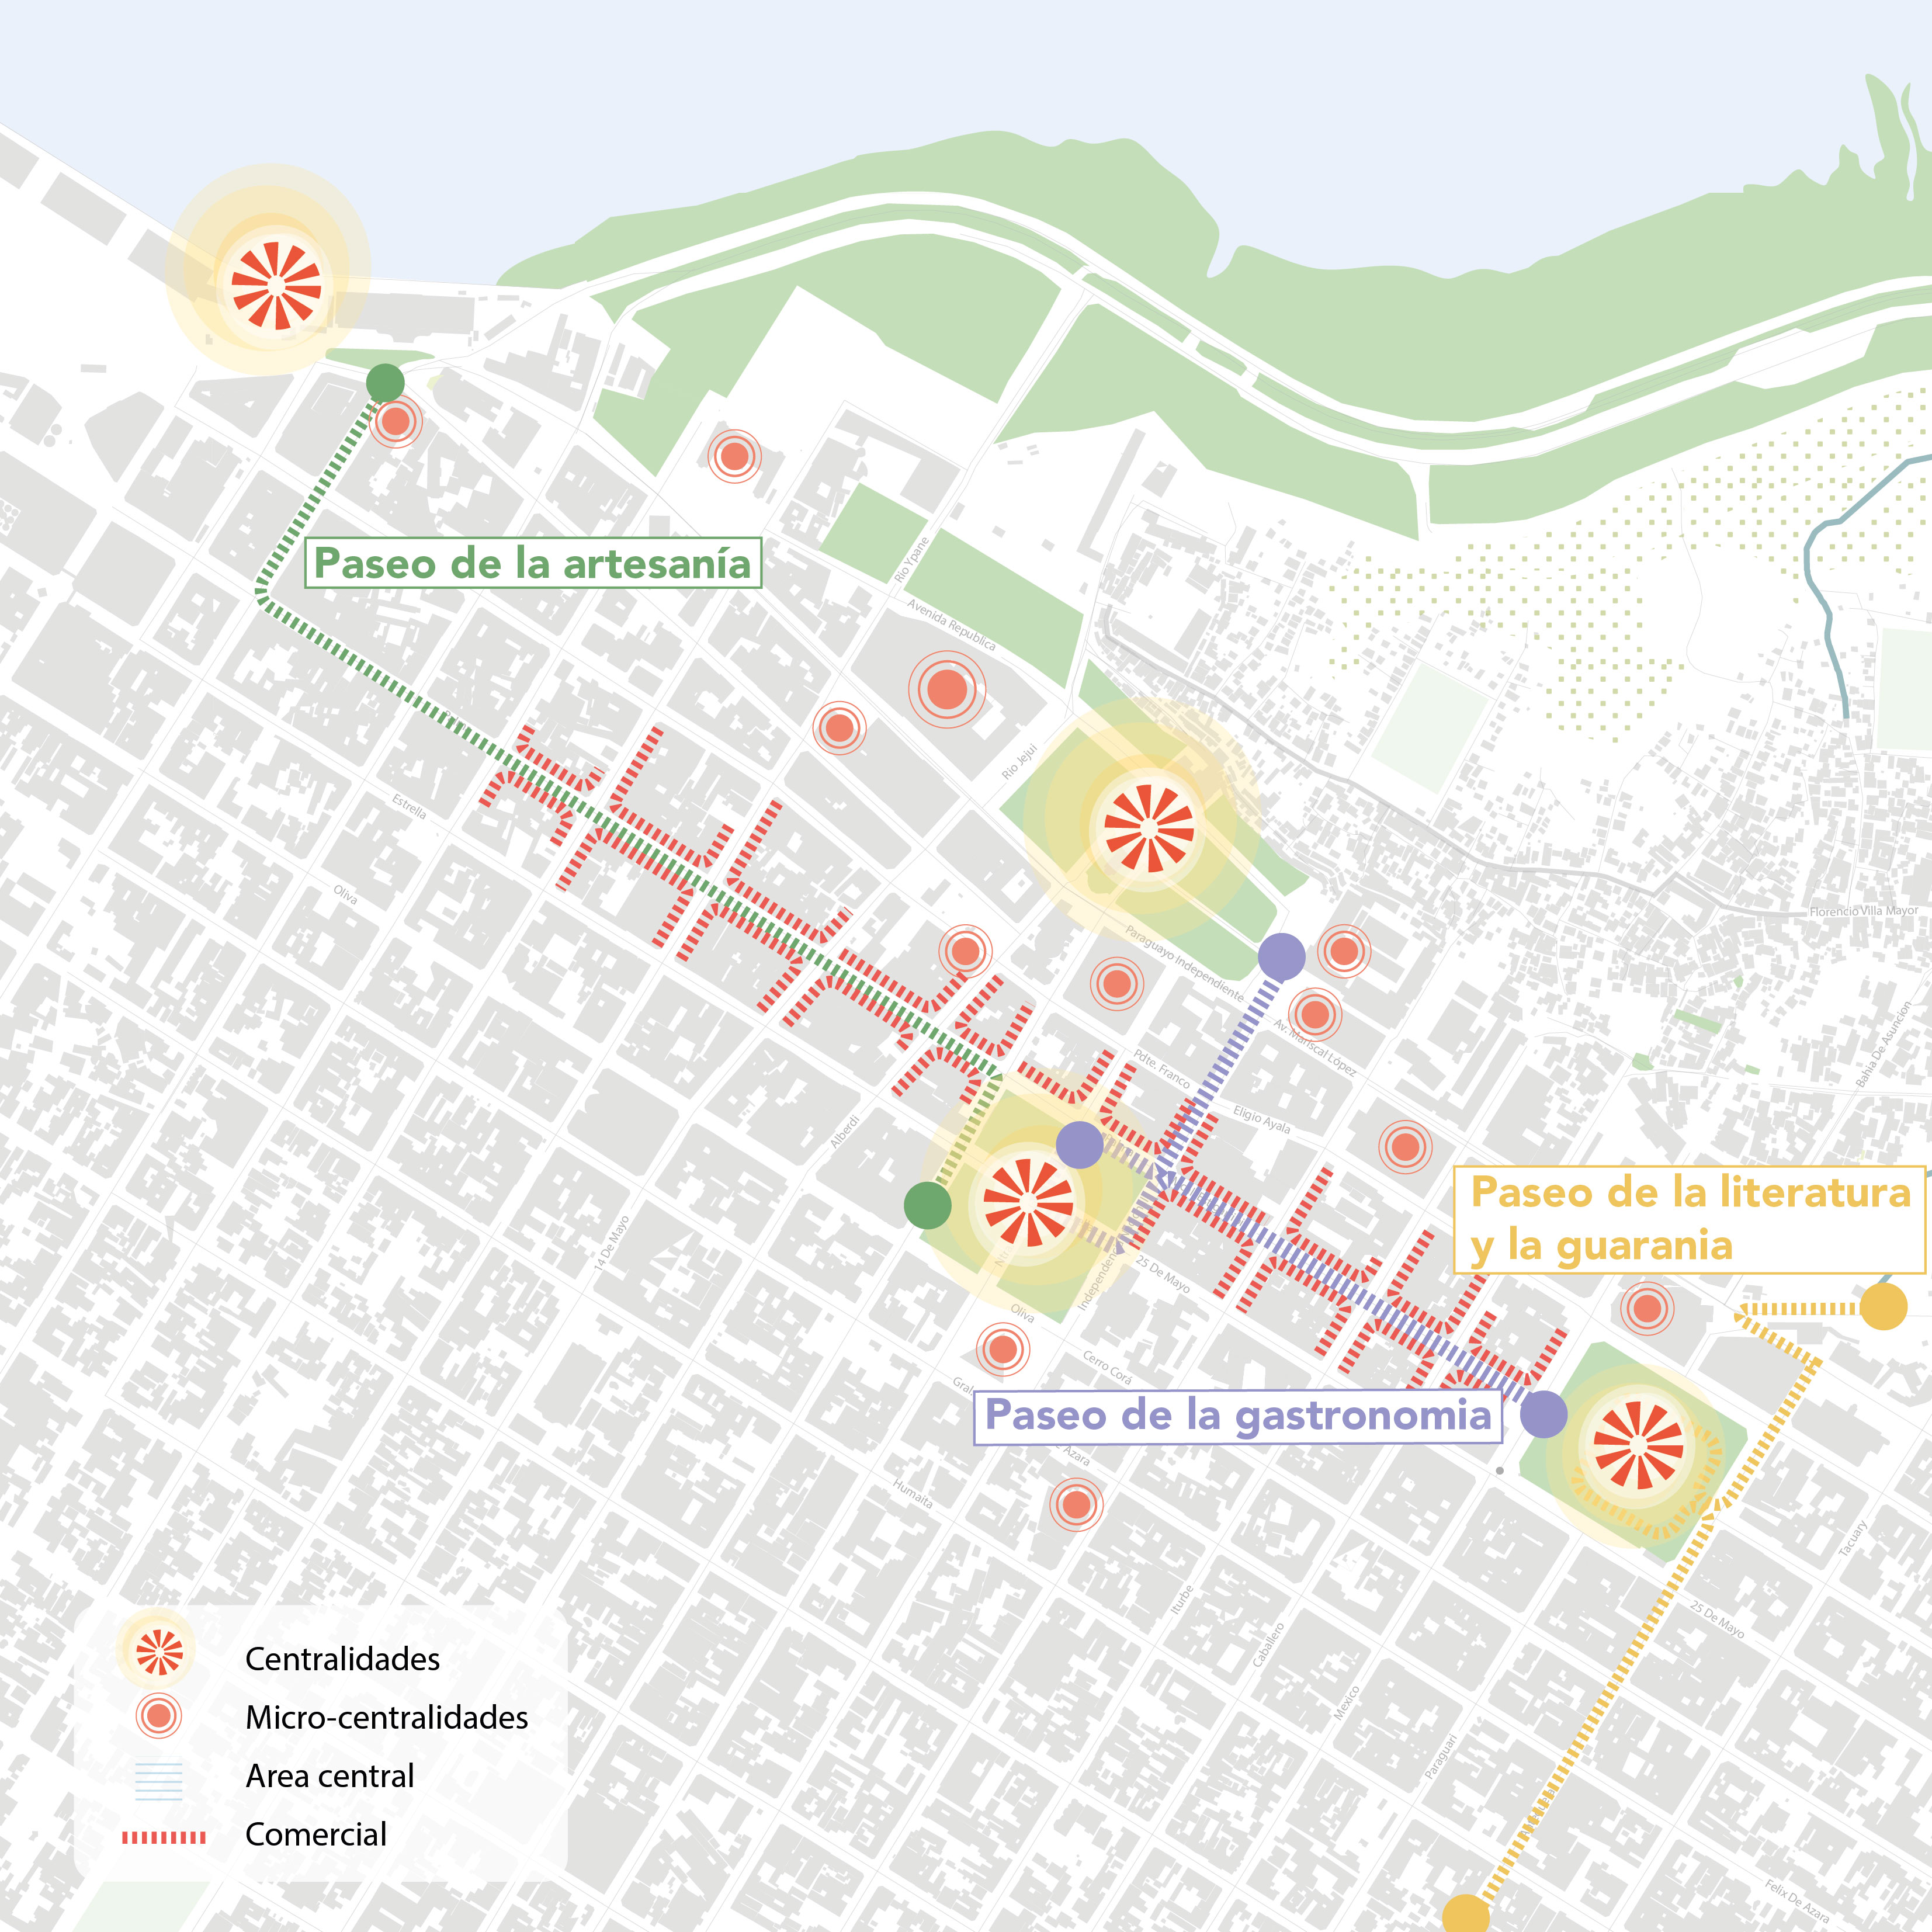 Paseo de la artesanía
Rio Ypane
Avenida Republica
Rio Jejui
Estrella
Oliva
Florencio Villa Mayor
Paraguayo Independiente
Av. Mariscal López
Bahia De Asuncion
Pdte. Franco
Eligio Ayala
Alberdi
Paseo de la literatura
y la guarania
14 De Mayo
25 De Mayo
Oliva
Cerro Corá
Paseo de la gastronomia
Azara
Humaita
Tacuary
Iturbe
Caballero
25 De Mayo
Mexico
Paraguari
Felix De Azara
Centralidades
Micro-centralidades
Area central
Comercial